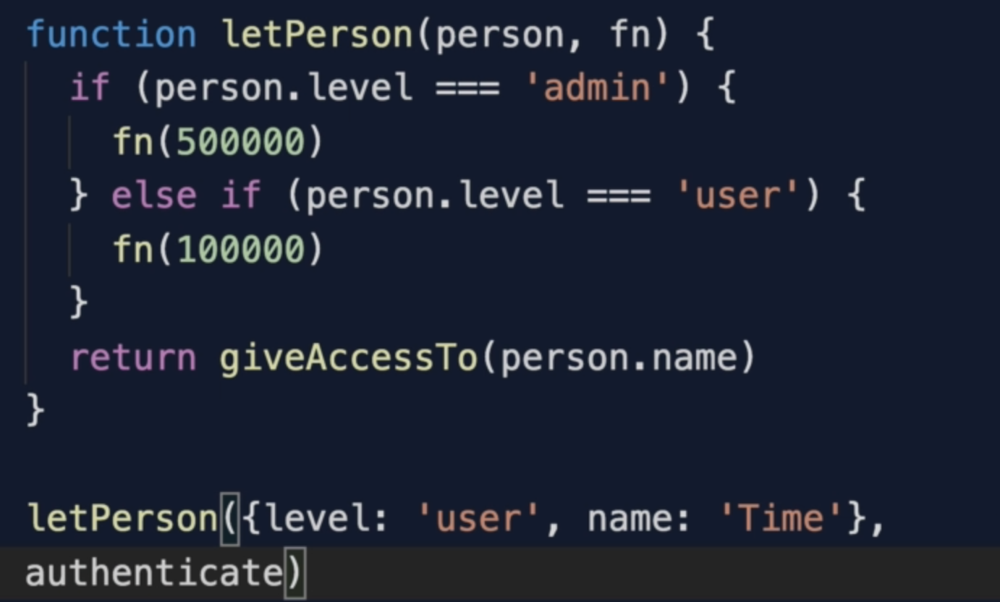 function letPerson(person, fn) {
  if (person.level === 'admin') {
    fn(500000)
  } else if (person.level === 'user') {
    fn(100000)
  }
  return giveAccessTo(person.name)
}

letPerson({level: 'user', name: 'Time'},
authenticate)